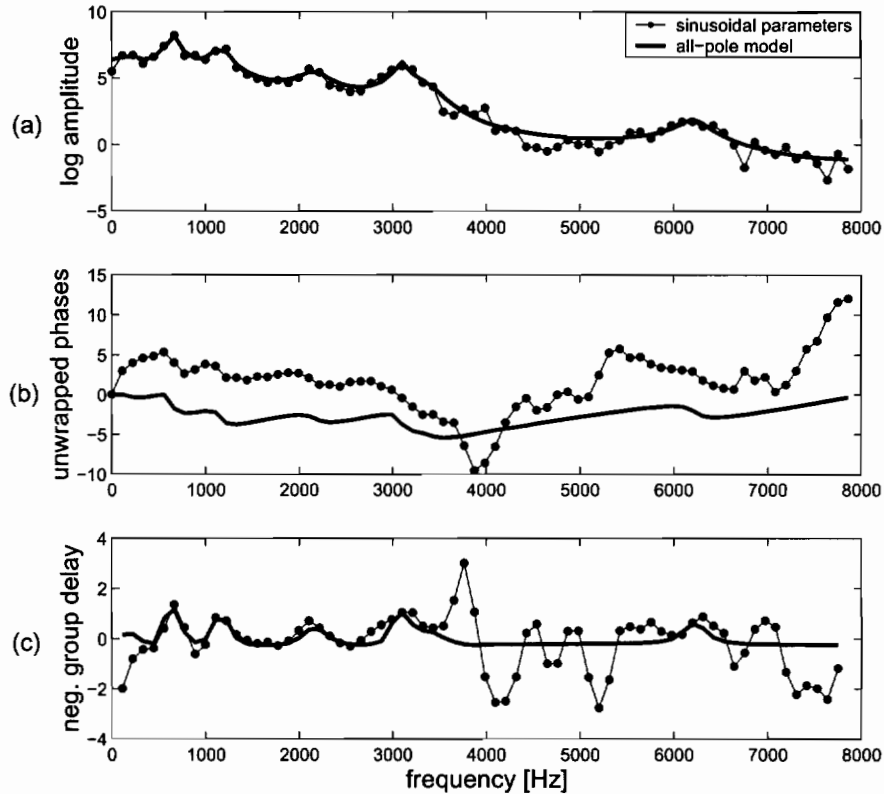 sinusoidal parameters
all-pole model
(a)
log amplitude
10
5
0
−5
0 1000 2000 3000 4000 5000 6000 7000 8000
(b)
unwrapped phases
15
10
5
0
−5
−10
0 1000 2000 3000 4000 5000 6000 7000 8000
(c)
neg. group delay
4
2
0
−2
−4
0 1000 2000 3000 4000 5000 6000 7000 8000
frequency [Hz]